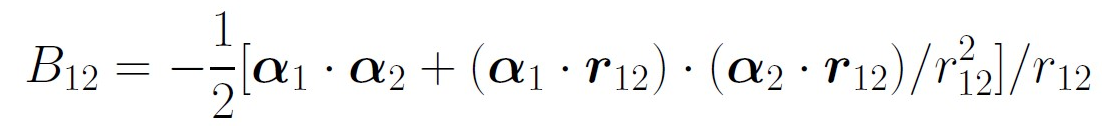 B₁₂ = −½[𝜶₁ · 𝜶₂ + (𝜶₁ · 𝒓₁₂) · (𝜶₂ · 𝒓₁₂)/r₁₂²]/r₁₂